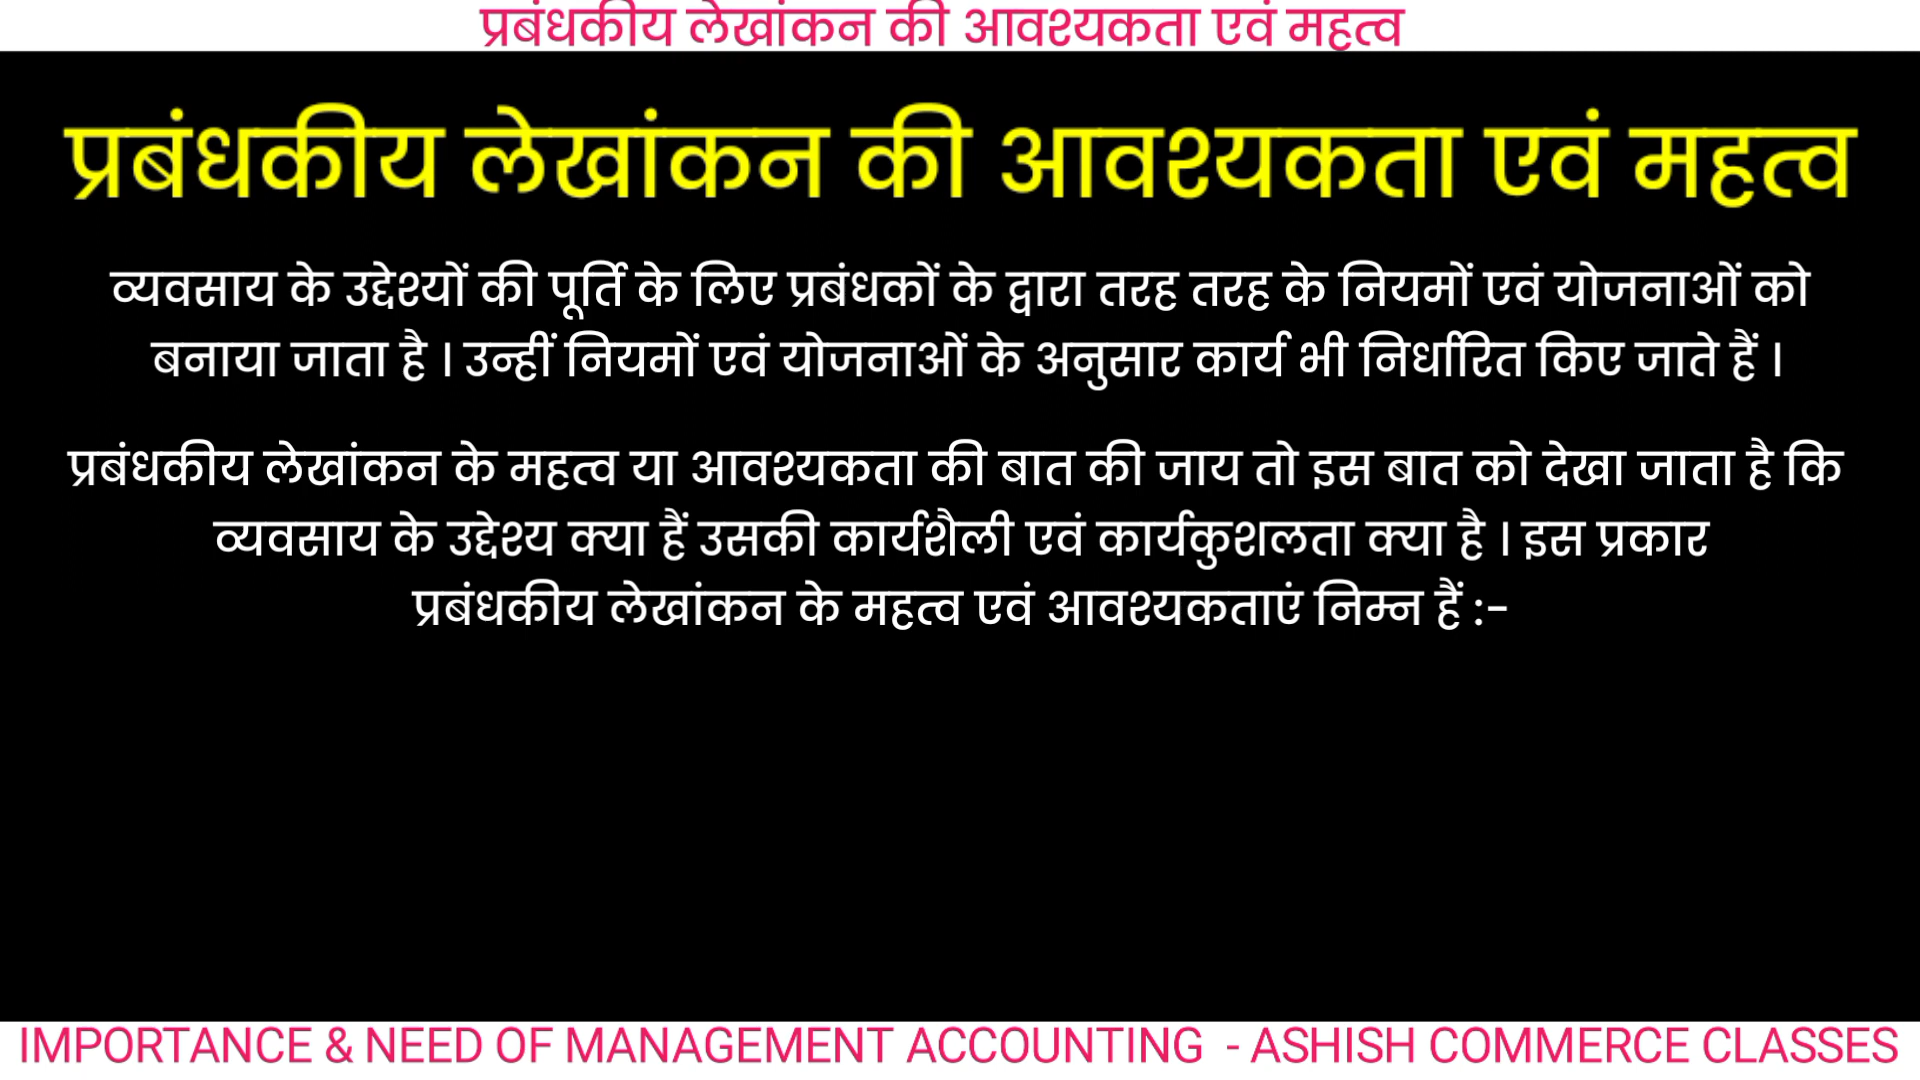 प्रबंधकीय लेखांकन की आवश्यकता एवं महत्व
प्रबंधकीय लेखांकन की आवश्यकता एवं महत्व
व्यवसाय के उद्देश्यों की पूर्ति के लिए प्रबंधकों के द्वारा तरह तरह के नियमों एवं योजनाओं को
बनाया जाता है । उन्हीं नियमों एवं योजनाओं के अनुसार कार्य भी निर्धारित किए जाते हैं ।
प्रबंधकीय लेखांकन के महत्व या आवश्यकता की बात की जाय तो इस बात को देखा जाता है कि
व्यवसाय के उद्देश्य क्या हैं उसकी कार्यशैली एवं कार्यकुशलता क्या है । इस प्रकार
प्रबंधकीय लेखांकन के महत्व एवं आवश्यकताएं निम्न हैं :-
IMPORTANCE & NEED OF MANAGEMENT ACCOUNTING - ASHISH COMMERCE CLASSES